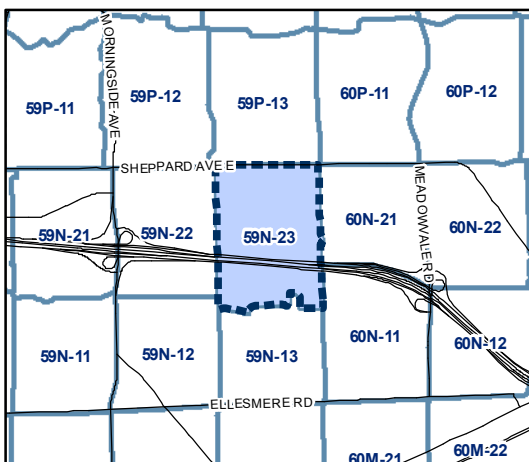 MORNINGSIDE AVE
59P-11
59P-12
59P-13
60P-11
60P-12
SHEPPARD AVE E
MEADOWVALE RD
59N-21
59N-22
59N-23
60N-21
60N-22
59N-11
59N-12
59N-13
60N-11
60N-12
ELLESMERE RD
60M-21
60M-22